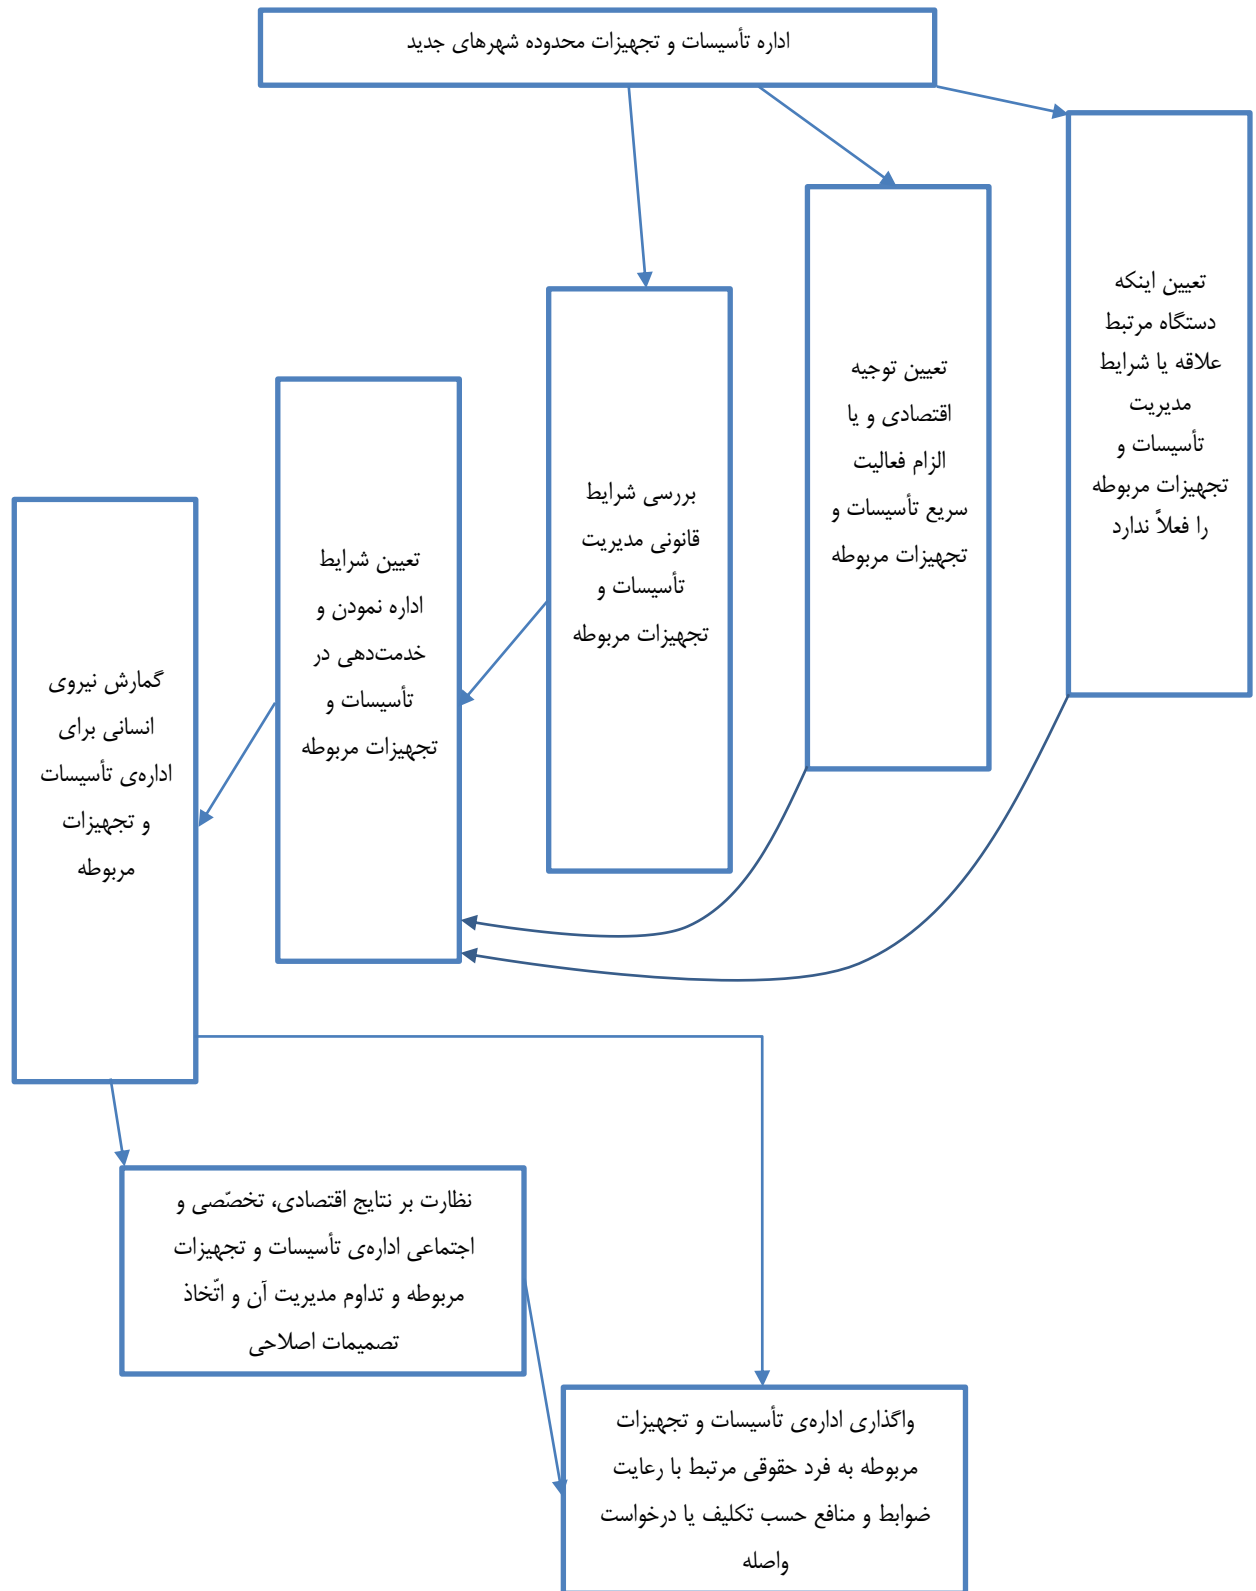 اداره تأسیسات و تجهیزات محدوده شهرهای جدید
تعیین اینکه
دستگاه مرتبط
علاقه یا شرایط
مدیریت
تأسیسات و
تجهیزات مربوطه
را فعلاً ندارد
تعیین توجیه
اقتصادی و یا
الزام فعالیت
سریع تأسیسات و
تجهیزات مربوطه
بررسی شرایط
قانونی مدیریت
تأسیسات و
تجهیزات مربوطه
تعیین شرایط
اداره نمودن و
خدمت‌دهی در
تأسیسات و
تجهیزات مربوطه
گمارش نیروی
انسانی برای
اداره‌ی تأسیسات
و تجهیزات
مربوطه
نظارت بر نتایج اقتصادی، تخصّصی و
اجتماعی اداره‌ی تأسیسات و تجهیزات
مربوطه و تداوم مدیریت آن و اتّخاذ
تصمیمات اصلاحی
واگذاری اداره‌ی تأسیسات و تجهیزات
مربوطه به فرد حقوقی مرتبط با رعایت
ضوابط و منافع حسب تکلیف یا درخواست
واصله